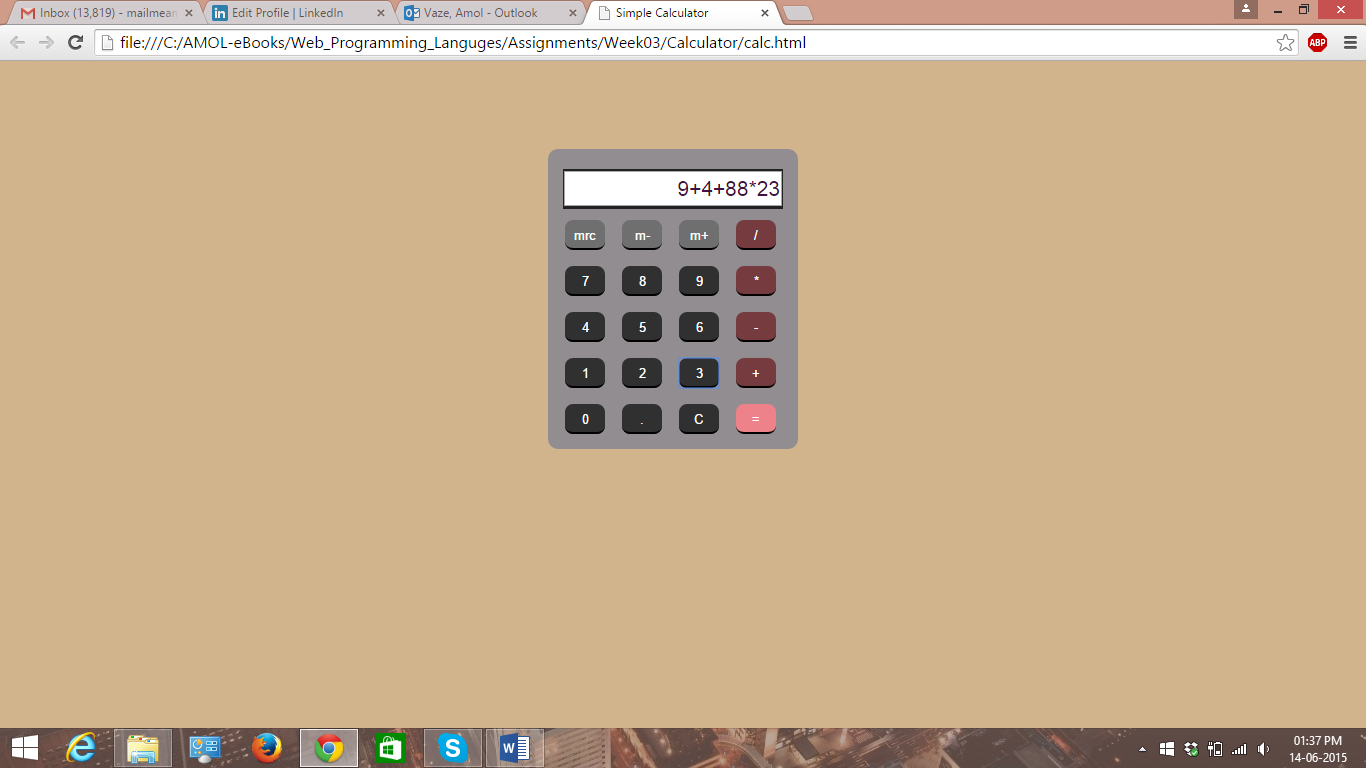 Inbox (13,819) - mailmean
Edit Profile | LinkedIn
Vaze, Amol - Outlook
Simple Calculator
file:///C:/AMOL-eBooks/Web_Programming_Languges/Assignments/Week03/Calculator/calc.html
ABP
9+4+88*23
mrc m- m+ /
7 8 9 *
4 5 6 -
1 2 3 +
0 . C =
01:37 PM
14-06-2015